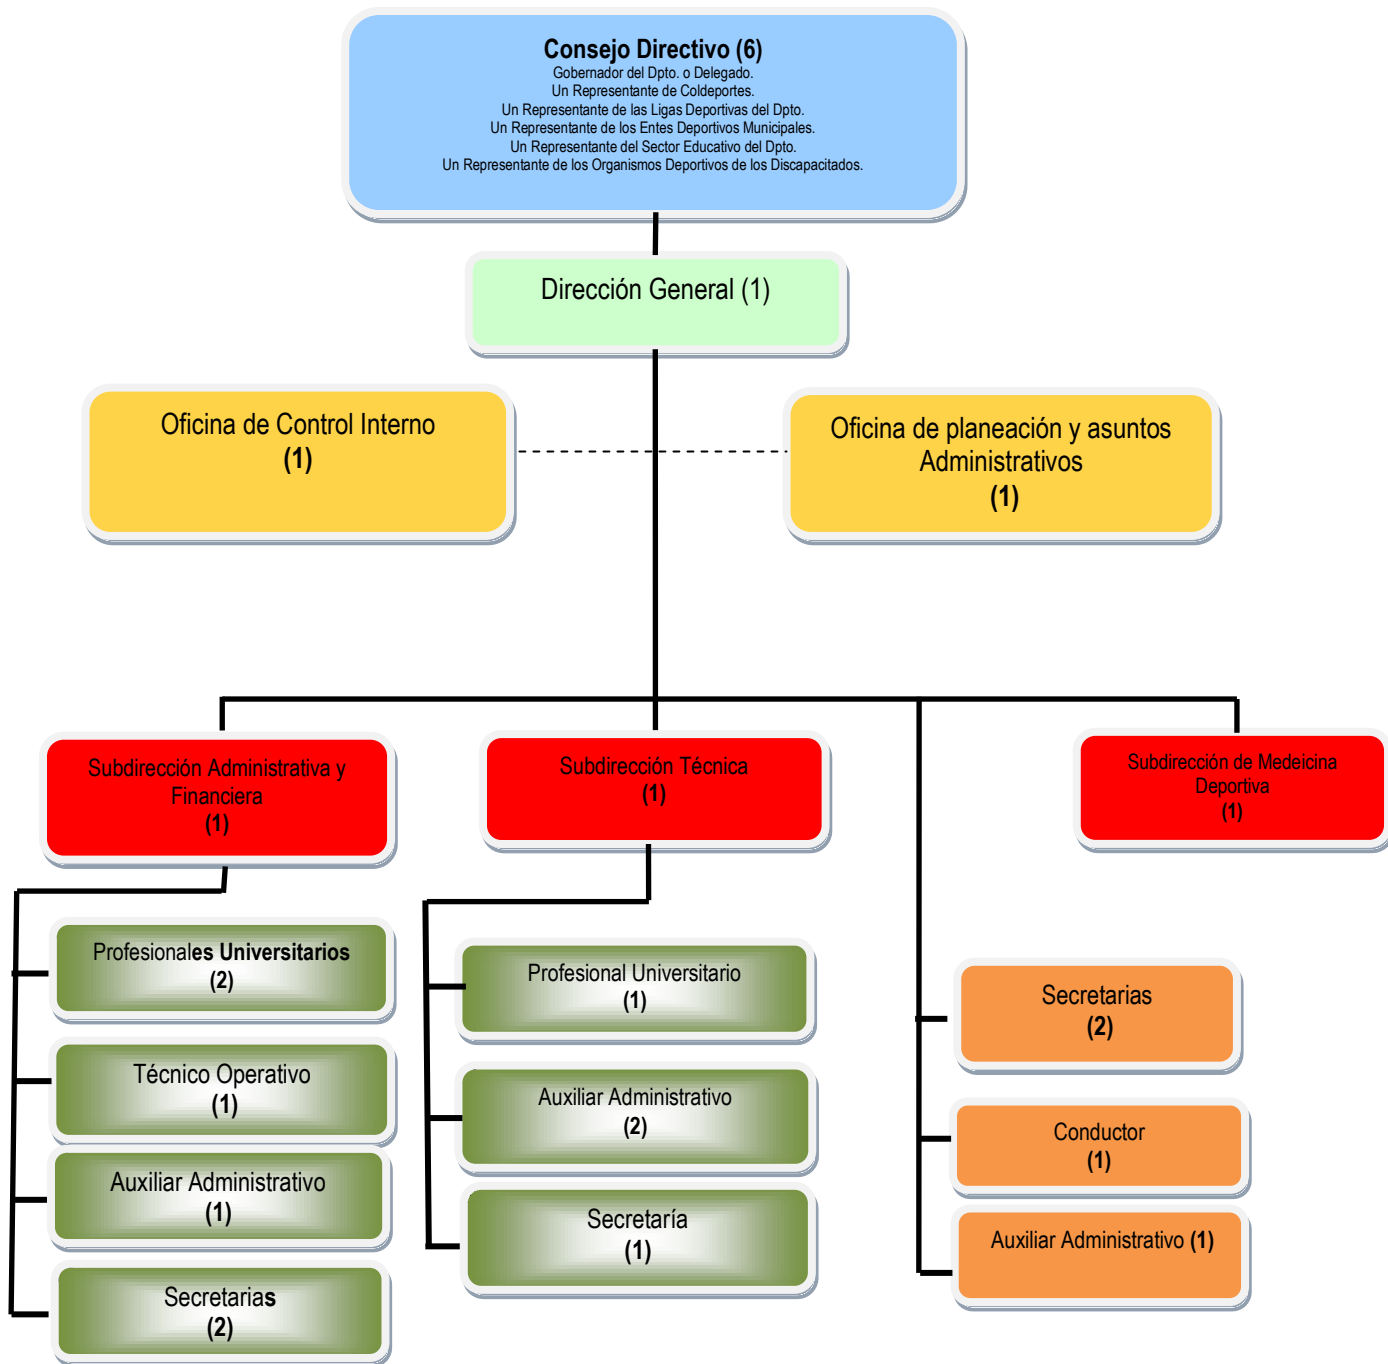 Consejo Directivo (6)
Gobernador del Dpto. o Delegado.
Un Representante de Coldeportes.
Un Representante de las Ligas Deportivas del Dpto.
Un Representante de los Entes Deportivos Municipales.
Un Representante del Sector Educativo del Dpto.
Un Representante de los Organismos Deportivos de los Discapacitados.
Dirección General (1)
Oficina de Control Interno
(1)
Oficina de planeación y asuntos
Administrativos
(1)
Subdirección Administrativa y
Financiera
(1)
Subdirección Técnica
(1)
Subdirección de Medeicina
Deportiva
(1)
Profesionales Universitarios
(2)
Técnico Operativo
(1)
Auxiliar Administrativo
(1)
Secretarias
(2)
Profesional Universitario
(1)
Auxiliar Administrativo
(2)
Secretaría
(1)
Secretarias
(2)
Conductor
(1)
Auxiliar Administrativo (1)